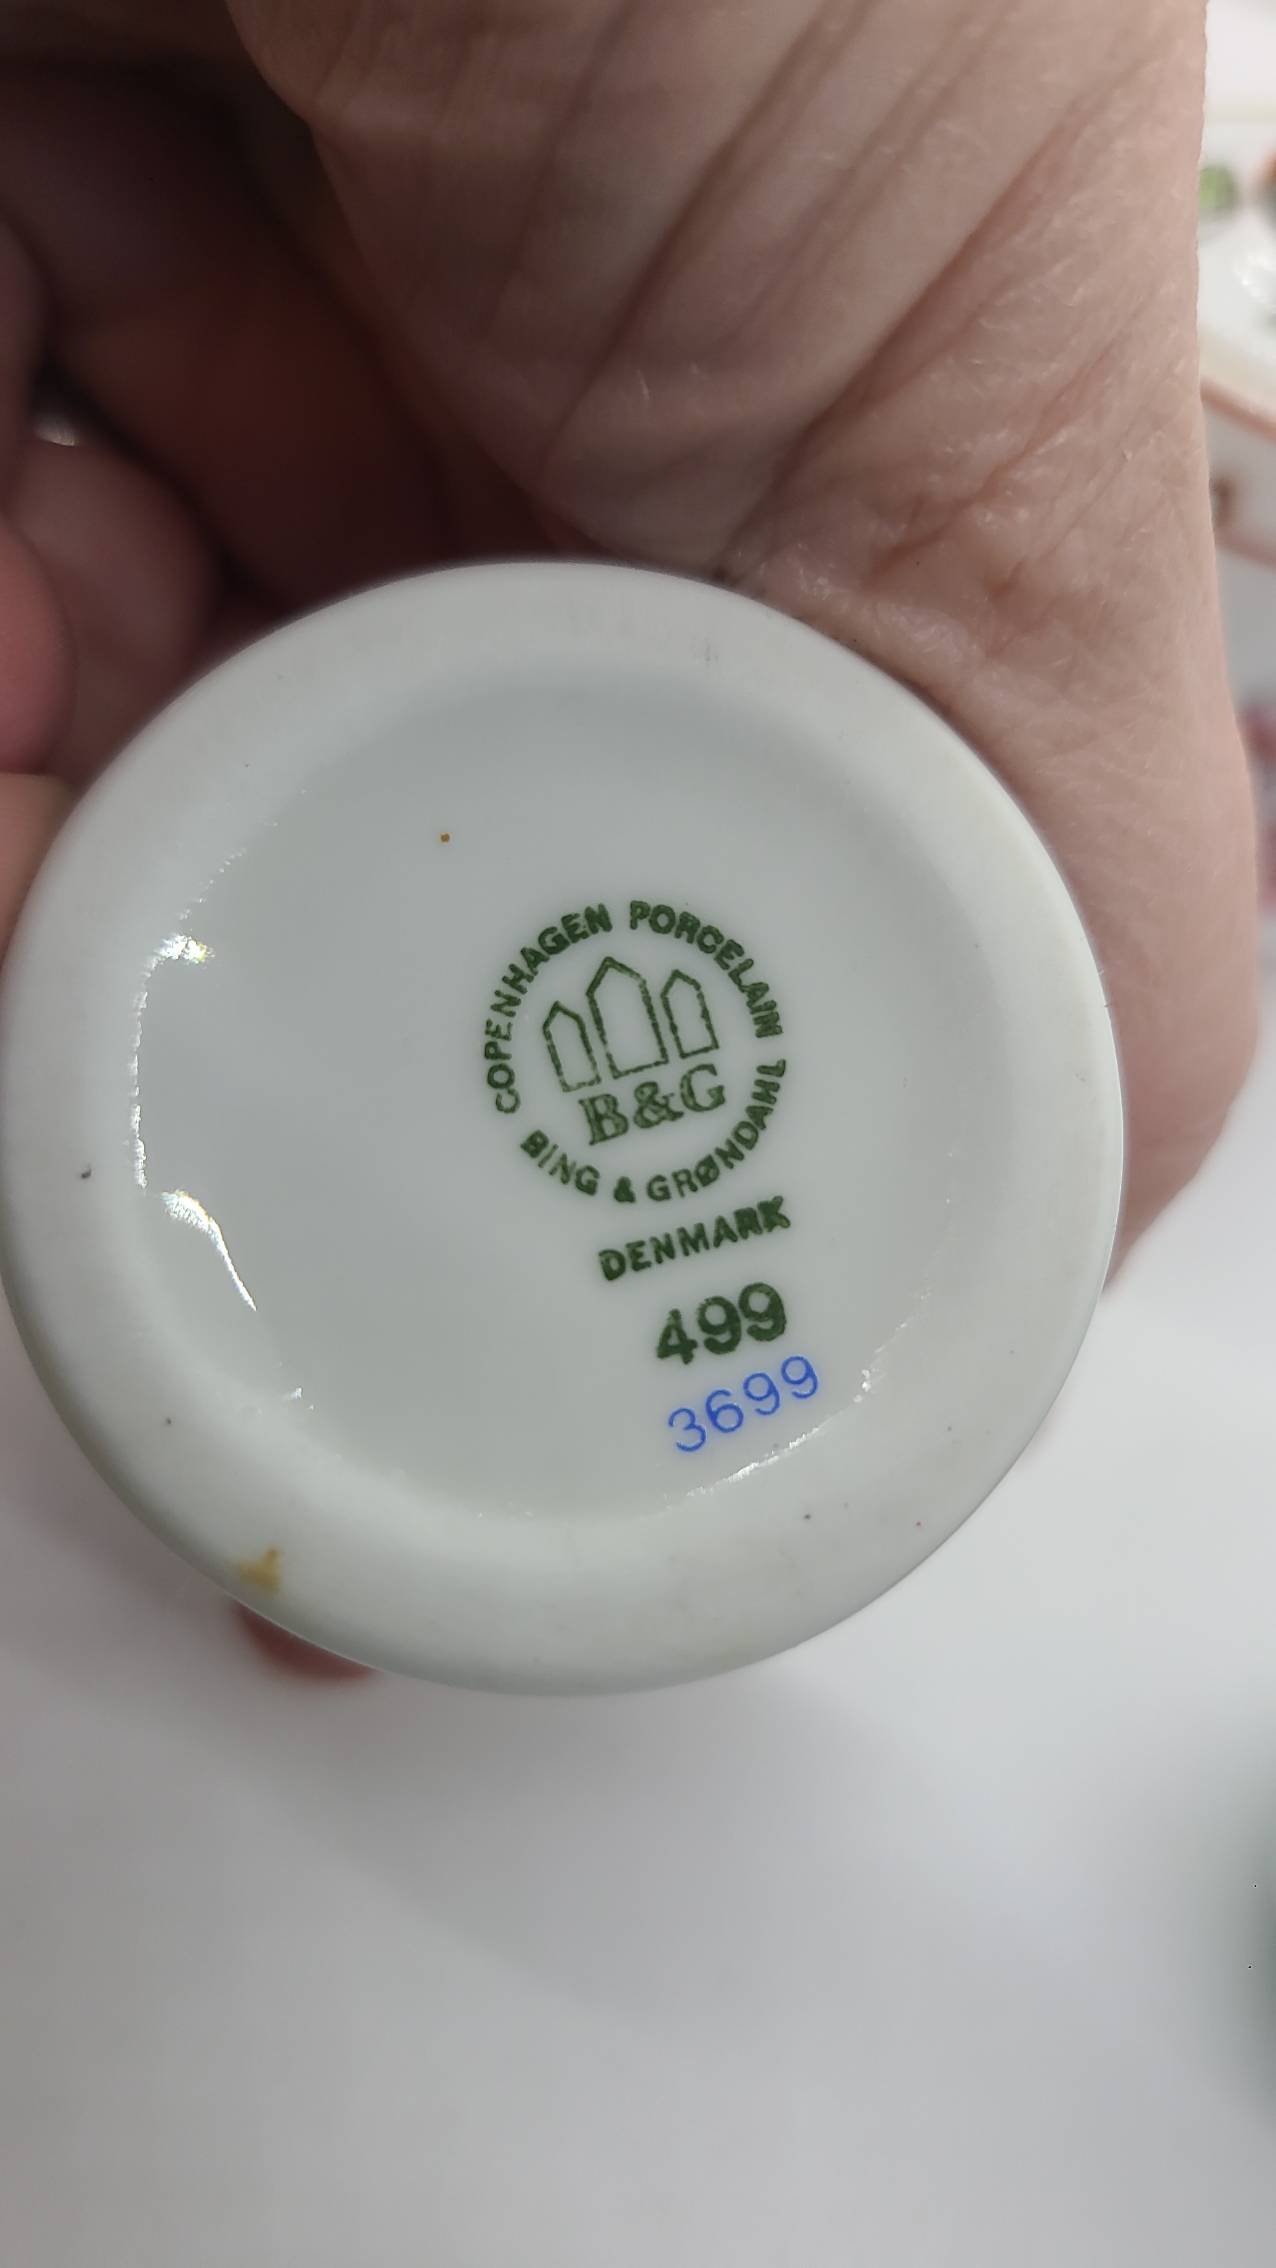 COPENHAGEN PORCELAIN
B&G
BING & GRØNDAHL
DENMARK
499
3699